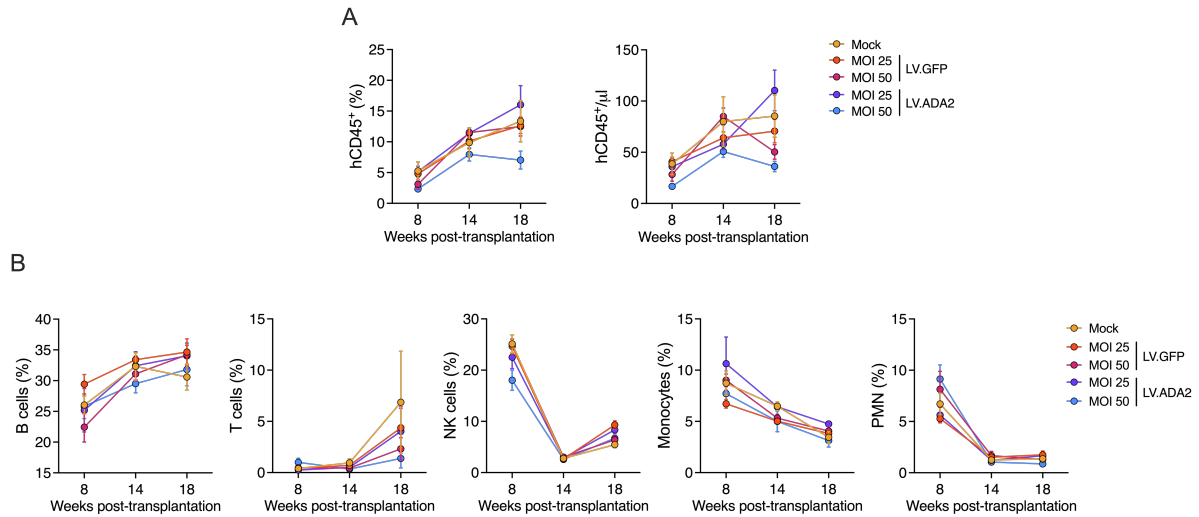 A
hCD45+ (%)
25
20
15
10
5
0
8 14 18
Weeks post-transplantation
hCD45+/µl
150
100
50
0
8 14 18
Weeks post-transplantation
Mock
MOI 25
MOI 50
LV.GFP
MOI 25
MOI 50
LV.ADA2
B
B cells (%)
40
35
30
25
20
15
8 14 18
Weeks post-transplantation
T cells (%)
15
10
5
0
8 14 18
Weeks post-transplantation
NK cells (%)
30
20
10
0
8 14 18
Weeks post-transplantation
Monocytes (%)
15
10
5
0
8 14 18
Weeks post-transplantation
PMN (%)
15
10
5
0
8 14 18
Weeks post-transplantation
Mock
MOI 25
MOI 50
LV.GFP
MOI 25
MOI 50
LV.ADA2